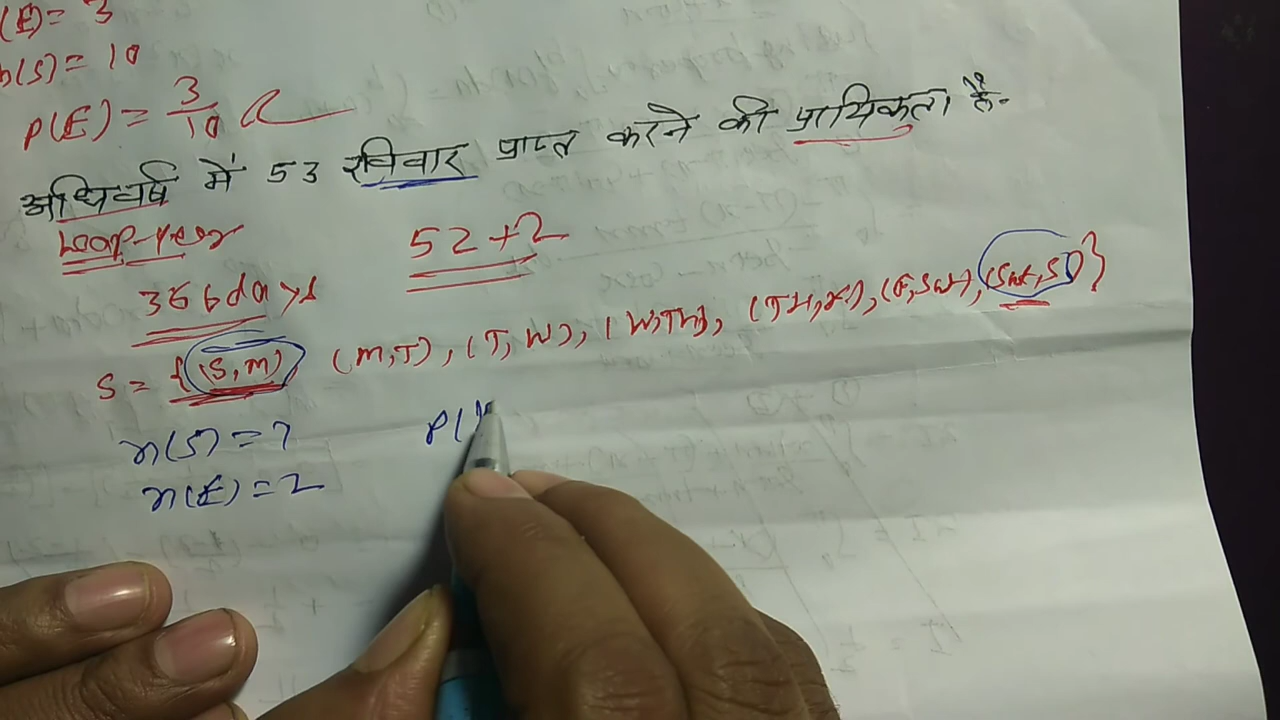 n(E) = 3
n(S) = 10
P(E) = 3/10
अधिवर्ष में 53 रविवार प्राप्त करने की प्रायिकता है-
Leap-year
52+2
366 days
S = {(S,M) (M,T), (T,W), (W,TH), (TH,F), (F,Sat), (Sat,S)}
n(S) = 7
n(E) = 2
P(